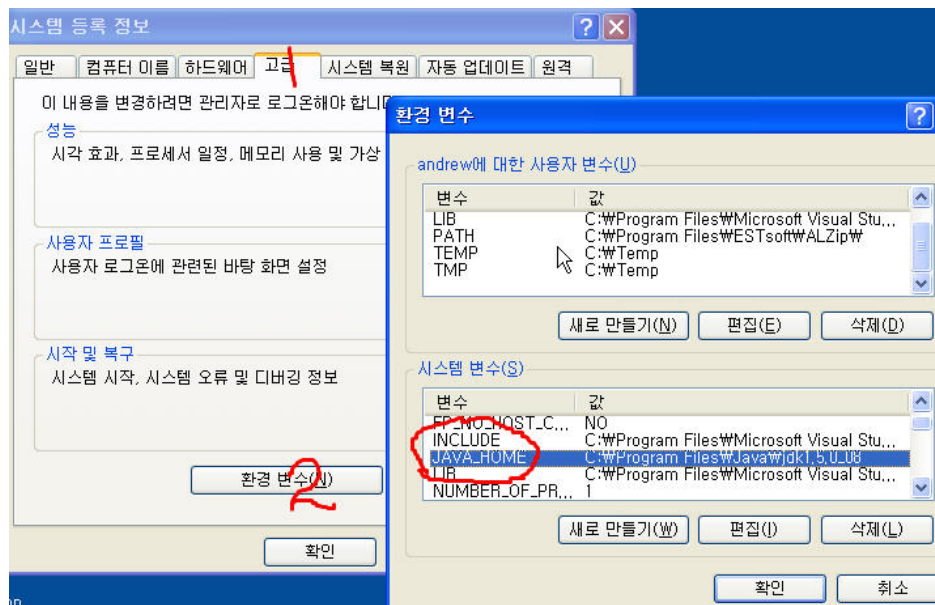 시스템 등록 정보
일반 컴퓨터 이름 하드웨어 고급 시스템 복원 자동 업데이트 원격
이 내용을 변경하려면 관리자로 로그온해야 합니
성능
시각 효과, 프로세서 일정, 메모리 사용 및 가상
사용자 프로필
사용자 로그온에 관련된 바탕 화면 설정
시작 및 복구
시스템 시작, 시스템 오류 및 디버깅 정보
환경 변수(N)
2
확인
환경 변수
andrew에 대한 사용자 변수(U)
변수 값
LIB C:₩Program Files₩Microsoft Visual Stu...
PATH C:₩Program Files₩ESTsoft₩ALZip₩
TEMP C:₩Temp
TMP C:₩Temp
새로 만들기(N) 편집(E) 삭제(D)
시스템 변수(S)
변수 값
FP_NO_HOST_C... NO
INCLUDE C:₩Program Files₩Microsoft Visual Stu...
JAVA_HOME C:₩Program Files₩Java₩jdk1.5.0_08
LIB C:₩Program Files₩Microsoft Visual Stu...
NUMBER_OF_PR... 1
새로 만들기(W) 편집(I) 삭제(L)
확인 취소